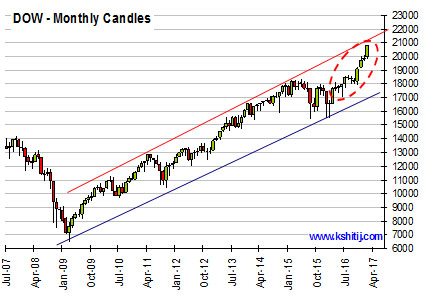 DOW - Monthly Candles
23000
22000
21000
20000
19000
18000
17000
16000
15000
14000
13000
12000
11000
10000
9000
8000
7000
6000
www.kshitij.com
Jul-07
Apr-08
Jan-09
Oct-09
Jul-10
Apr-11
Jan-12
Oct-12
Jul-13
Apr-14
Jan-15
Oct-15
Jul-16
Apr-17